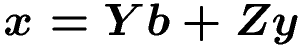 x = Yb + Zy